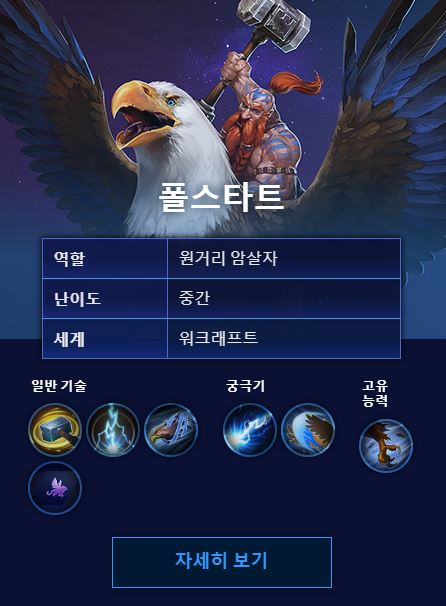 폴스타트
역할 원거리 암살자
난이도 중간
세계 워크래프트
일반 기술 궁극기 고유
능력
자세히 보기